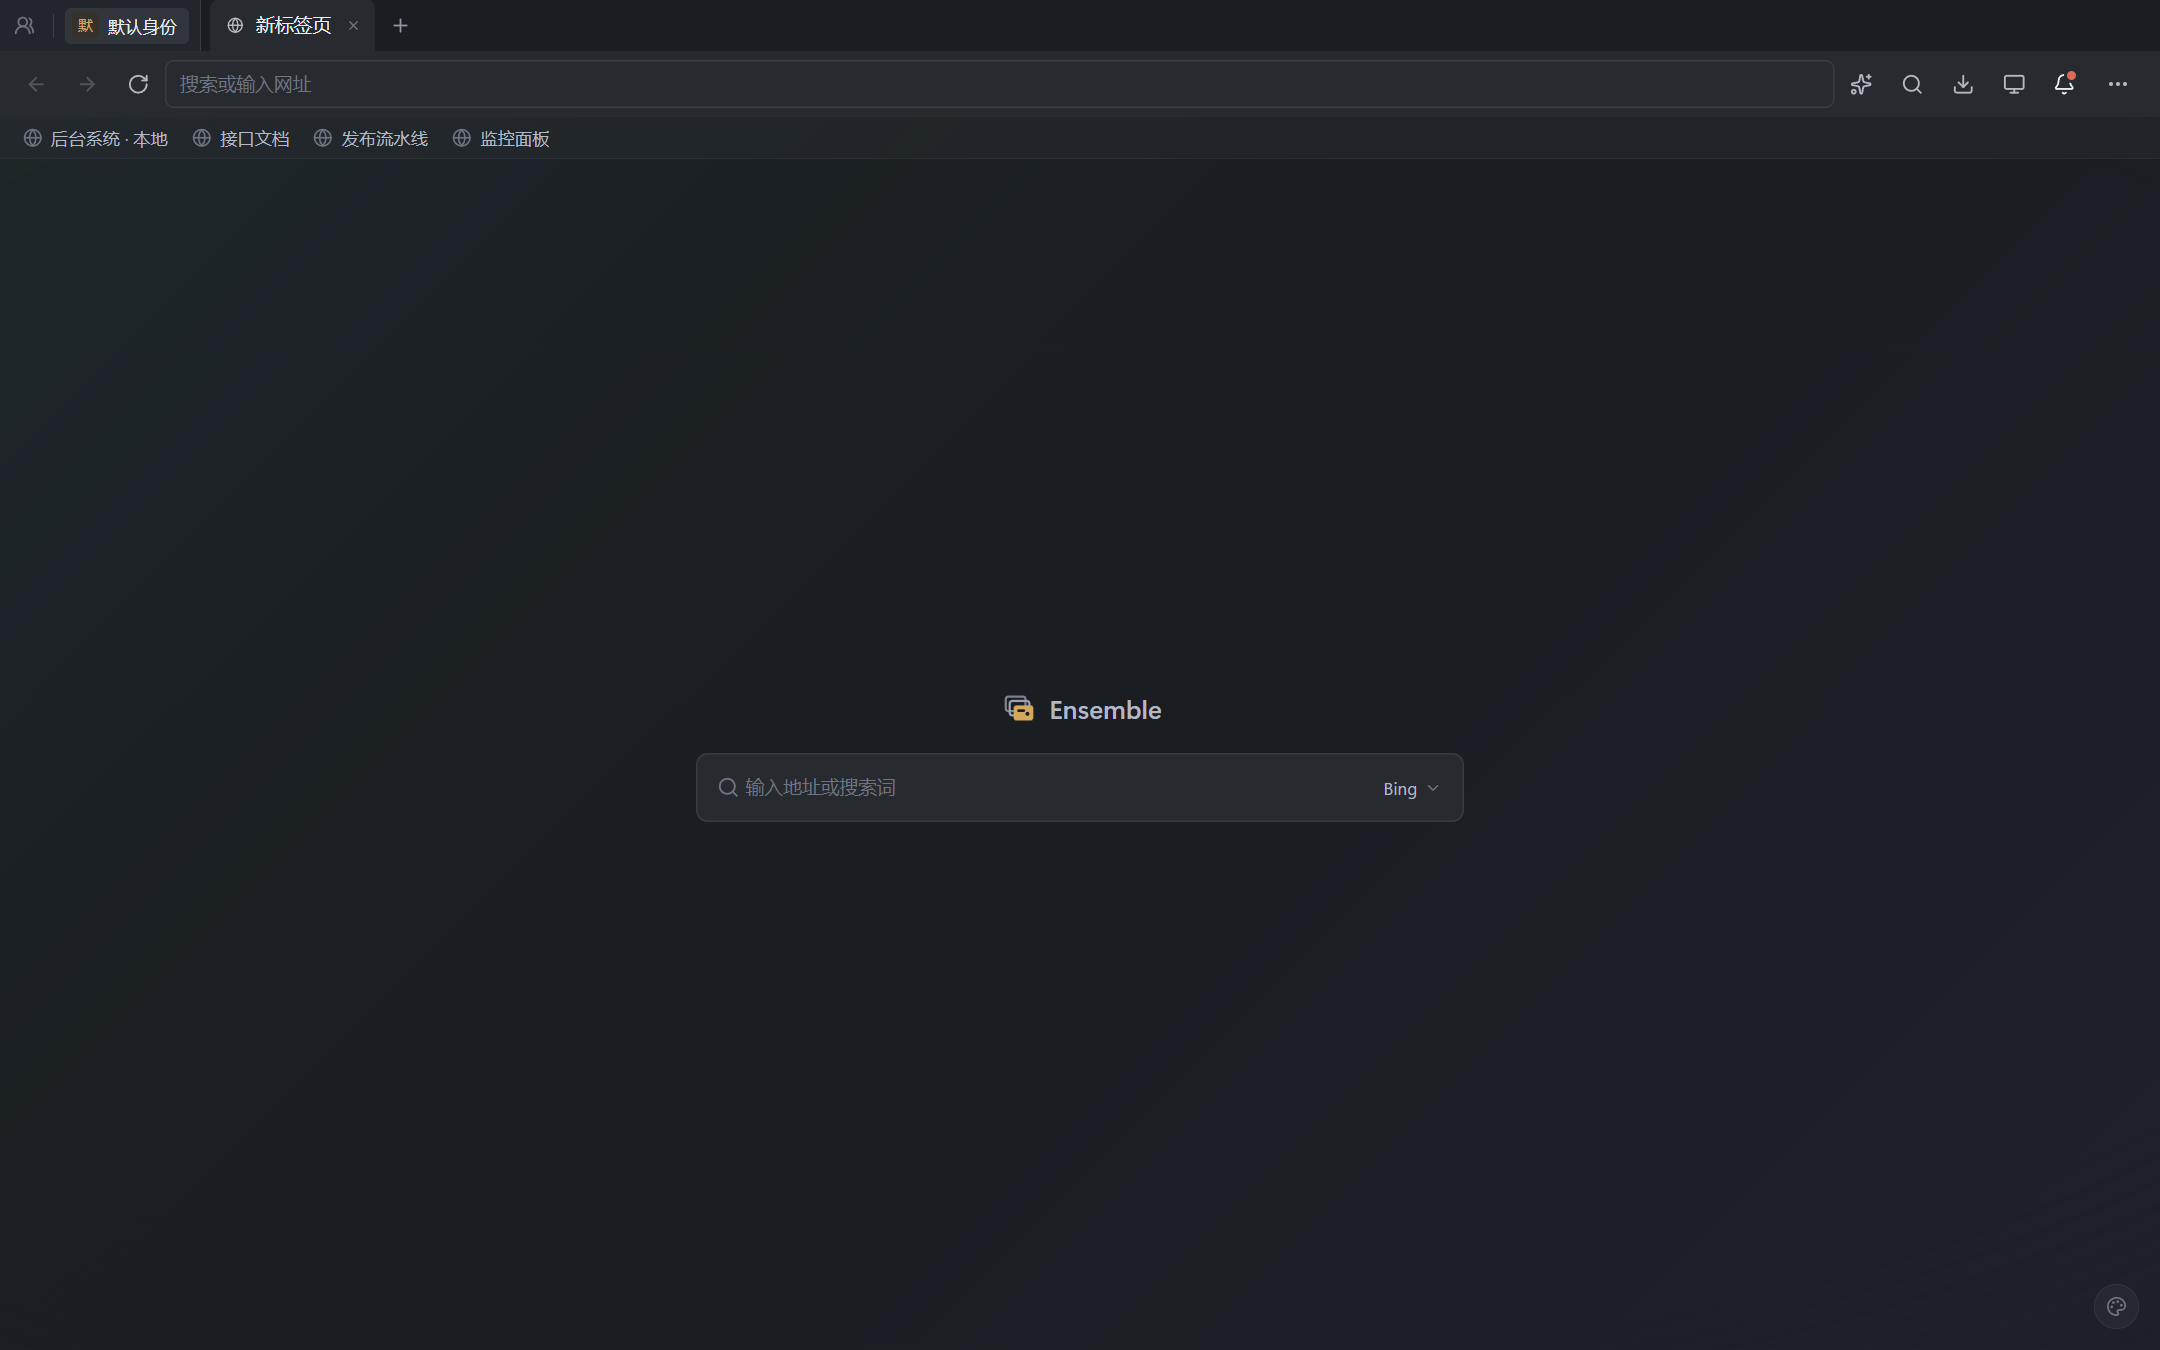 默 默认身份 新标签页
搜索或输入网址
后台系统 · 本地 接口文档 发布流水线 监控面板
Ensemble
输入地址或搜索词 Bing